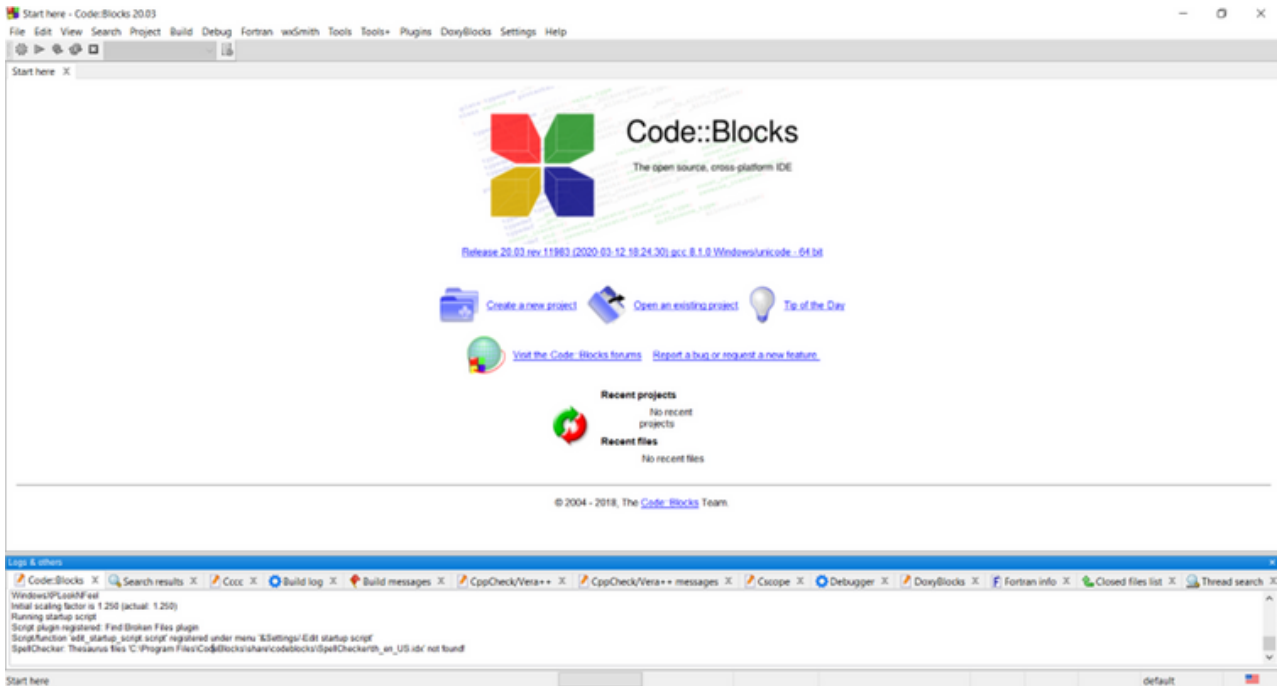 Start here - Code::Blocks 20.03
File Edit View Search Project Build Debug Fortran wxSmith Tools Tools+ Plugins DoxyBlocks Settings Help
Start here X
Code::Blocks
The open source, cross-platform IDE
Release 20.03 rev 11983 (2020-03-12 18:24:30) gcc 8.1.0 Windows/unicode - 64 bit
Create a new project Open an existing project Tip of the Day
Visit the Code::Blocks forums Report a bug or request a new feature.
Recent projects
No recent
projects
Recent files
No recent files
© 2004 - 2018, The Code::Blocks Team.
Logs & others
Code::Blocks X Search results X Cccc X Build log X Build messages X CppCheck/Vera++ X CppCheck/Vera++ messages X Cscope X Debugger X DoxyBlocks X Fortran info X Closed files list X Thread search X
WindowsXPLookNFeel
Initial scaling factor is 1.250 (actual: 1.250)
Running startup script
Script plugin registered: Find Broken Files plugin
Script/function 'edit_startup_script script' registered under menu '&Settings/-Edit startup script'
SpellChecker: Thesaurus files 'C:\Program Files\CodeBlocks\share\codeblocks\SpellChecker\th_en_US.idx' not found!
Start here default